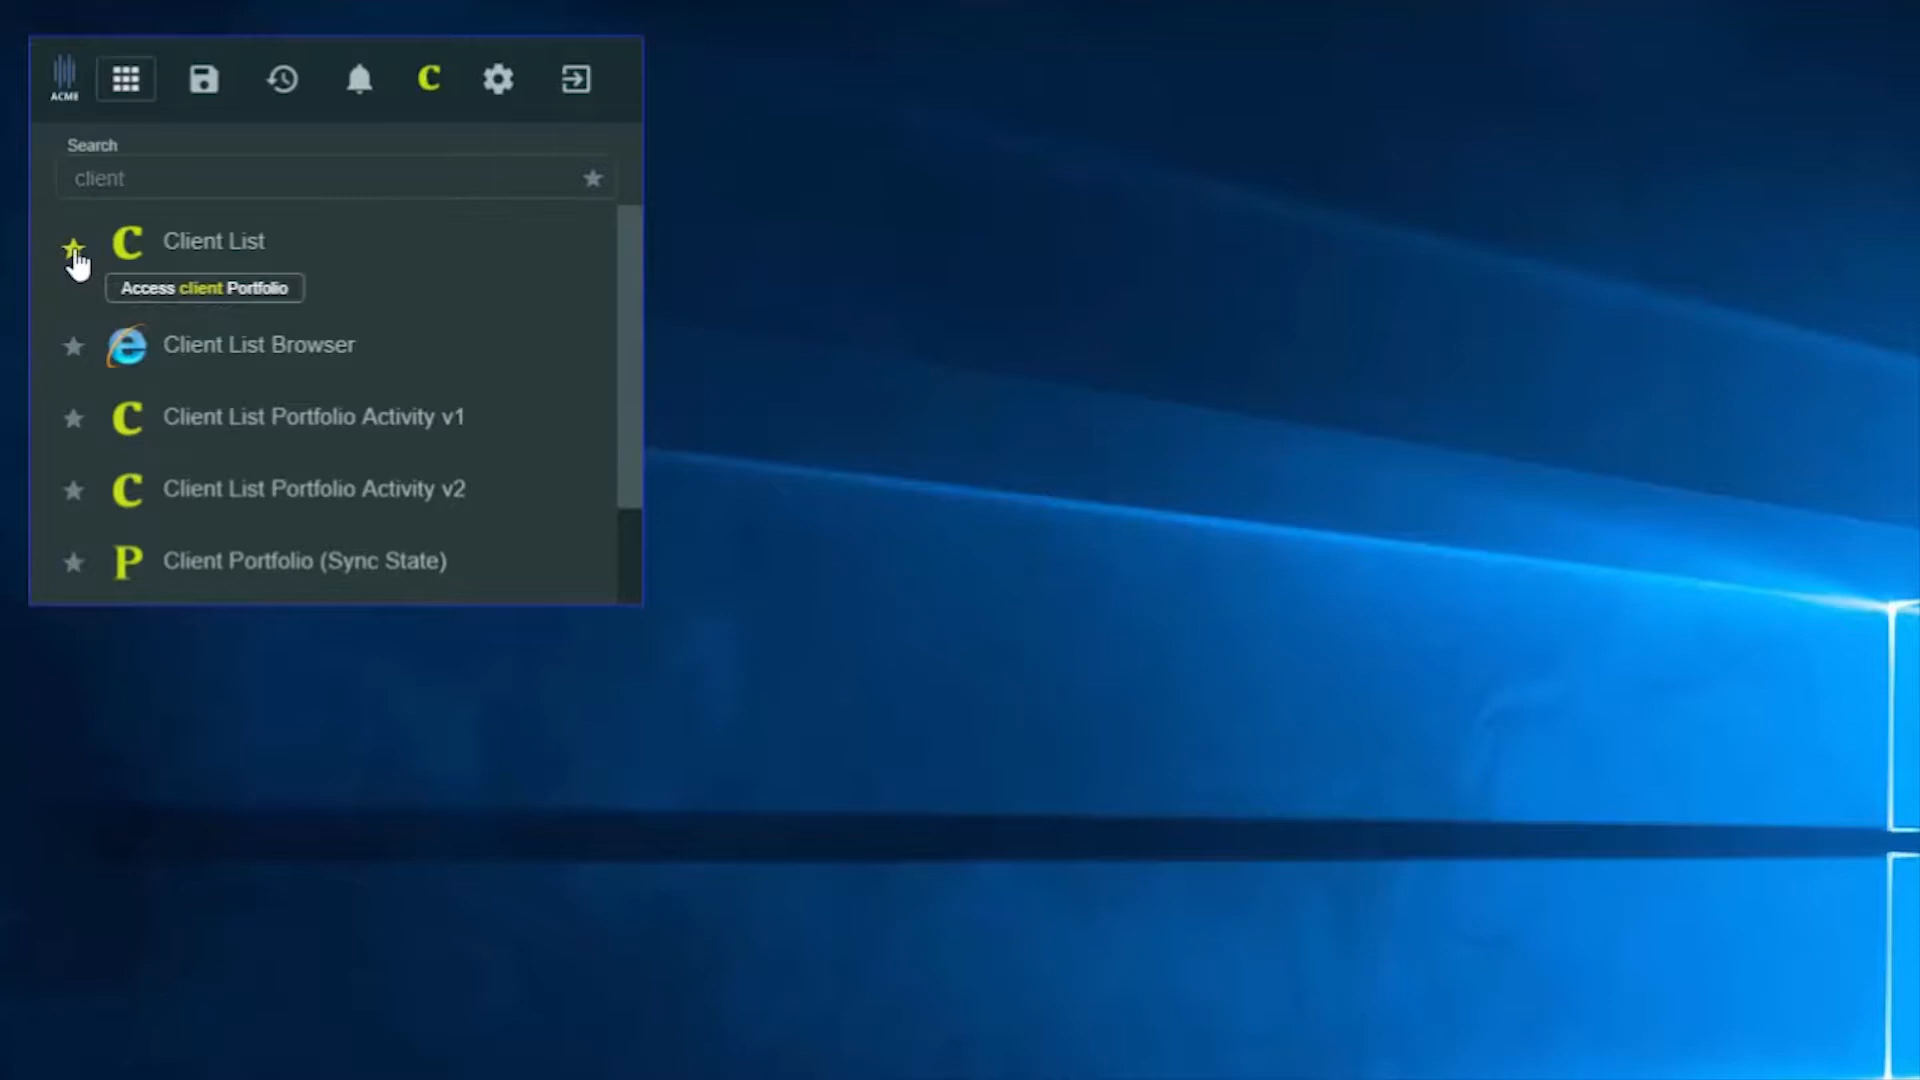 ACME
C
Search
client
C Client List
Access client Portfolio
Client List Browser
C Client List Portfolio Activity v1
C Client List Portfolio Activity v2
P Client Portfolio (Sync State)